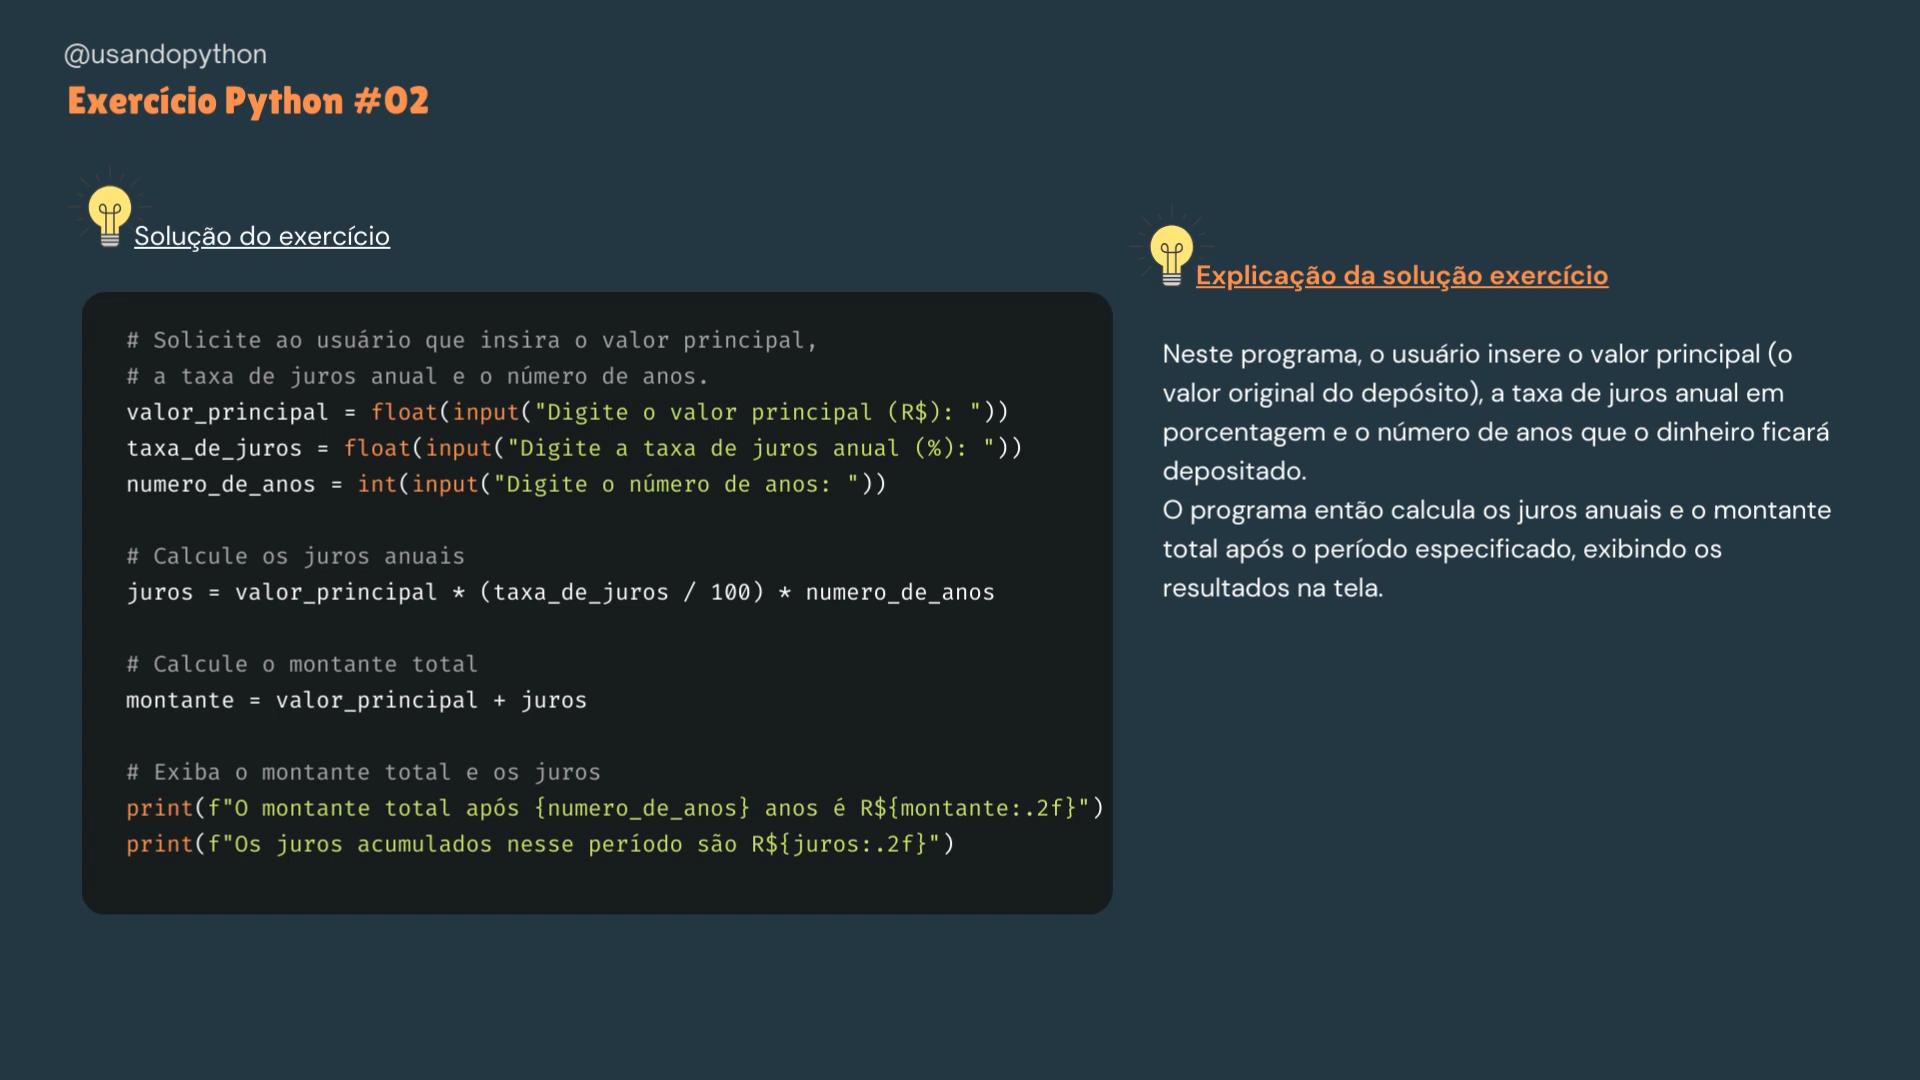 @usandopython
Exercício Python #02
Solução do exercício
# Solicite ao usuário que insira o valor principal,
# a taxa de juros anual e o número de anos.
valor_principal = float(input("Digite o valor principal (R$): "))
taxa_de_juros = float(input("Digite a taxa de juros anual (%): "))
numero_de_anos = int(input("Digite o número de anos: "))
# Calcule os juros anuais
juros = valor_principal * (taxa_de_juros / 100) * numero_de_anos
# Calcule o montante total
montante = valor_principal + juros
# Exiba o montante total e os juros
print(f"O montante total após {numero_de_anos} anos é R${montante:.2f}")
print(f"Os juros acumulados nesse período são R${juros:.2f}")
Explicação da solução exercício
Neste programa, o usuário insere o valor principal (o
valor original do depósito), a taxa de juros anual em
porcentagem e o número de anos que o dinheiro ficará
depositado.
O programa então calcula os juros anuais e o montante
total após o período especificado, exibindo os
resultados na tela.